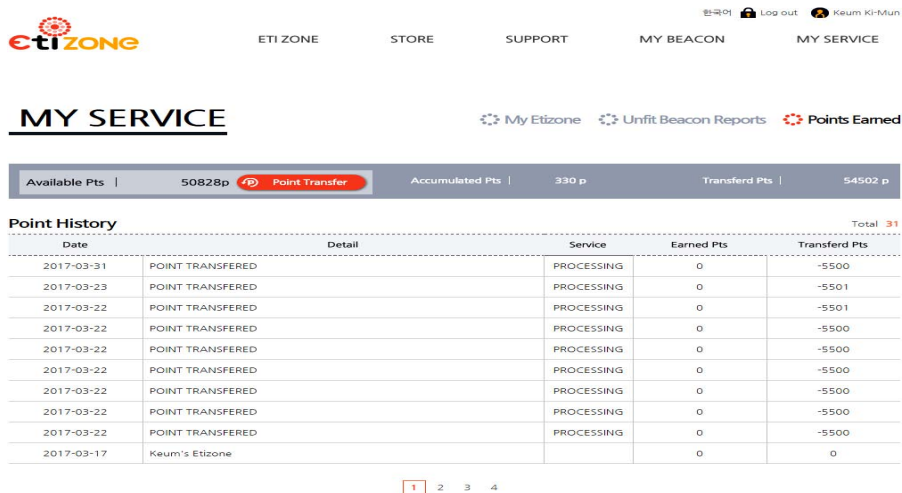 한국어 Log out Keum Ki-Mun
etizone ETI ZONE STORE SUPPORT MY BEACON MY SERVICE
MY SERVICE My Etizone Unfit Beacon Reports Points Earned
Available Pts | 50828p Point Transfer Accumulated Pts | 330 p Transferd Pts | 54502 p
Point History Total 31
Date Detail Service Earned Pts Transferd Pts
2017-03-31 POINT TRANSFERED PROCESSING 0 -5500
2017-03-23 POINT TRANSFERED PROCESSING 0 -5501
2017-03-22 POINT TRANSFERED PROCESSING 0 -5501
2017-03-22 POINT TRANSFERED PROCESSING 0 -5500
2017-03-22 POINT TRANSFERED PROCESSING 0 -5500
2017-03-22 POINT TRANSFERED PROCESSING 0 -5500
2017-03-22 POINT TRANSFERED PROCESSING 0 -5500
2017-03-22 POINT TRANSFERED PROCESSING 0 -5500
2017-03-22 POINT TRANSFERED PROCESSING 0 -5500
2017-03-17 Keum's Etizone 0 0
1 2 3 4